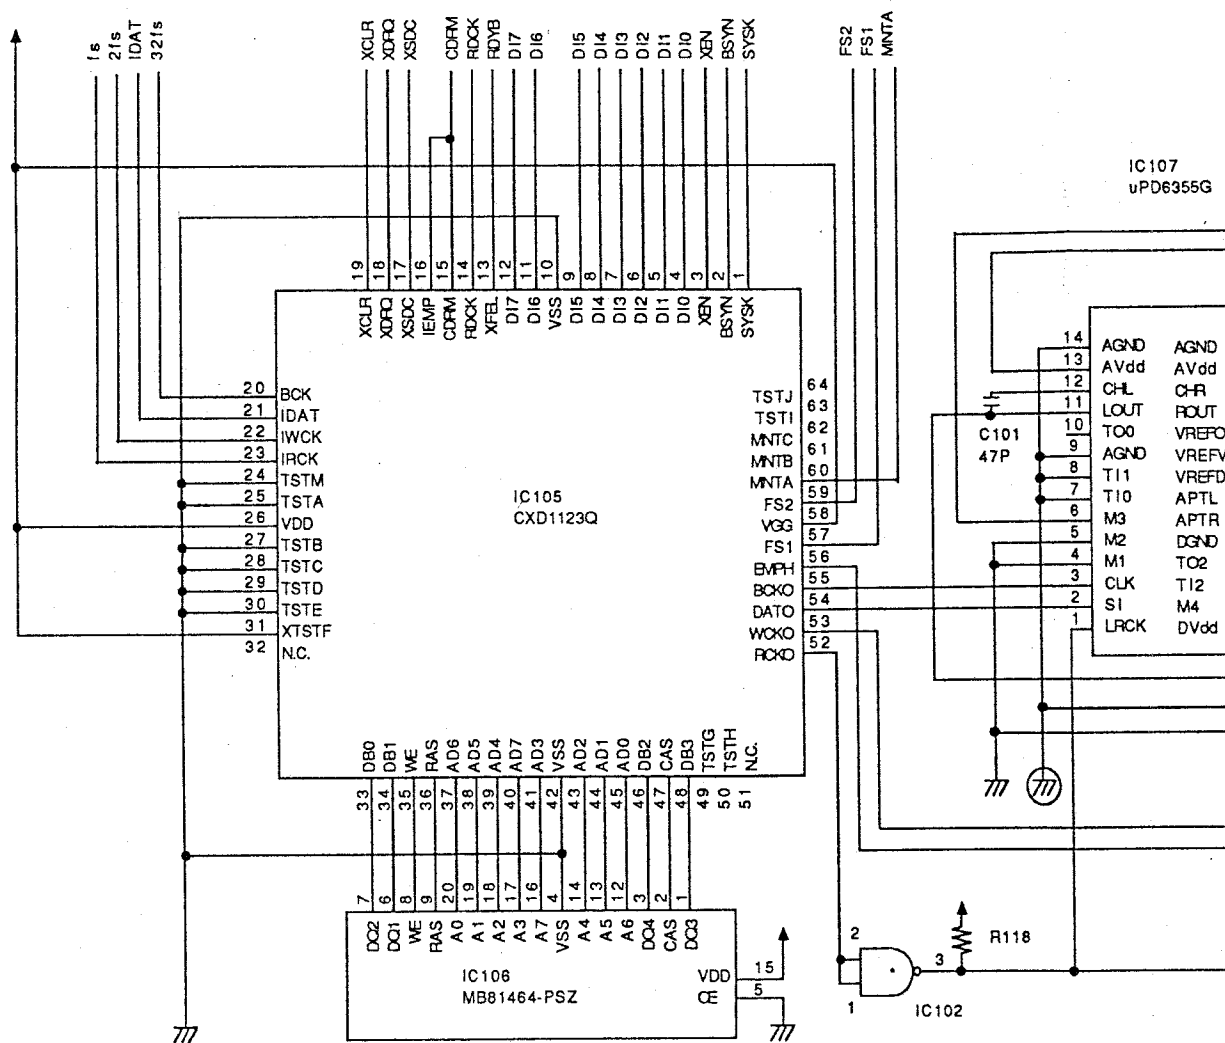 fs 2fs IDAT 32fs
XCLR XDRQ XSDC CDRM RDCK RDYB DI7 DI6 DI5 DI4 DI3 DI2 DI1 DI0 XEN BSYN SYSK
FS2 FS1 MNTA
IC107
uPD6355G
19 18 17 16 15 14 13 12 11 10 9 8 7 6 5 4 3 2 1
XCLR XDRQ XSDC IEMP CDRM RDCK XFEL DI7 DI6 VSS DI5 DI4 DI3 DI2 DI1 DI0 XEN BSYN SYSK
20 BCK
21 IDAT
22 IWCK
23 IRCK
24 TSTM
25 TSTA
26 VDD
27 TSTB
28 TSTC
29 TSTD
30 TSTE
31 XTSTF
32 N.C.
IC105
CXD1123Q
TSTJ 64
TSTI 63
MNTC 62
MNTB 61
MNTA 60
FS2 59
VGG 58
FS1 57
EMPH 56
BCKO 55
DATO 54
WCKO 53
RCKO 52
C101
47P
14 AGND AGND
13 AVdd AVdd
12 CHL CHR
11 LOUT ROUT
10 TO0 VREFO
9 AGND VREFV
8 TI1 VREFD
7 TI0 APTL
6 M3 APTR
5 M2 DGND
4 M1 TO2
3 CLK TI2
2 SI M4
1 LRCK DVdd
DB0 DB1 WE RAS AD6 AD5 AD4 AD7 AD3 VSS AD2 AD1 AD0 DB2 CAS DB3 TSTG TSTH N.C.
33 34 35 36 37 38 39 40 41 42 43 44 45 46 47 48 49 50 51
7 6 8 9 20 19 18 17 16 4 14 13 12 3 2 1
DQ2 DQ1 WE RAS A0 A1 A2 A3 A7 VSS A4 A5 A6 DQ4 CAS DQ3
IC106
MB81464-PSZ
VDD 15
OE 5
2
1
3
IC102
R118